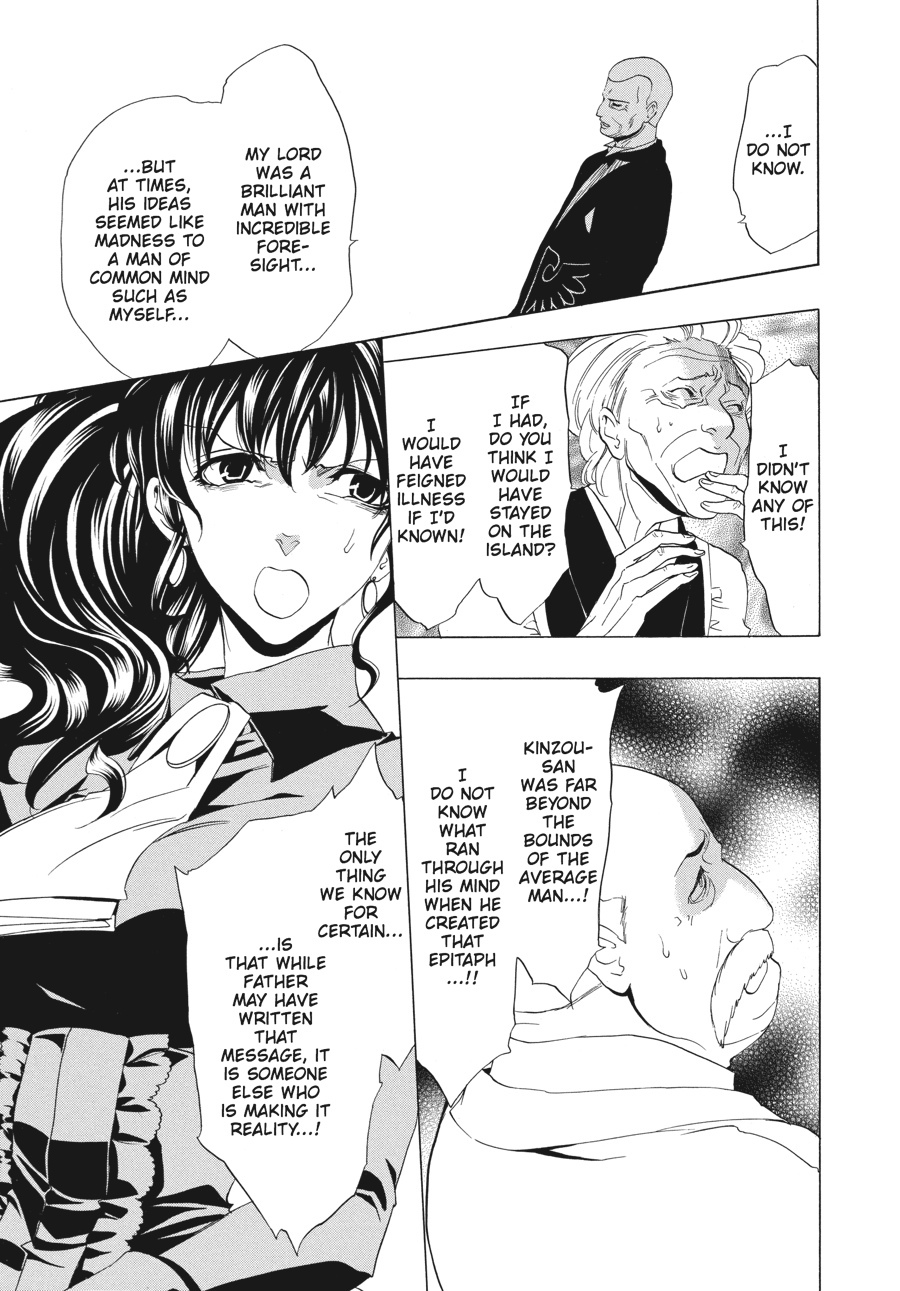 ...I
DO NOT
KNOW.
MY LORD
WAS A
BRILLIANT
MAN WITH
INCREDIBLE
FORE-
SIGHT...
...BUT
AT TIMES,
HIS IDEAS
SEEMED LIKE
MADNESS TO
A MAN OF
COMMON MIND
SUCH AS
MYSELF...
I
DIDN'T
KNOW
ANY OF
THIS!
IF
I HAD,
DO YOU
THINK I
WOULD
HAVE
STAYED
ON THE
ISLAND?
I
WOULD
HAVE
FEIGNED
ILLNESS
IF I'D
KNOWN!
KINZOU-
SAN
WAS FAR
BEYOND
THE
BOUNDS
OF THE
AVERAGE
MAN...!
I
DO NOT
KNOW
WHAT
RAN
THROUGH
HIS MIND
WHEN HE
CREATED
THAT
EPITAPH
...!!
THE
ONLY
THING
WE KNOW
FOR
CERTAIN...
...IS
THAT WHILE
FATHER
MAY HAVE
WRITTEN
THAT
MESSAGE, IT
IS SOMEONE
ELSE WHO
IS MAKING IT
REALITY...!